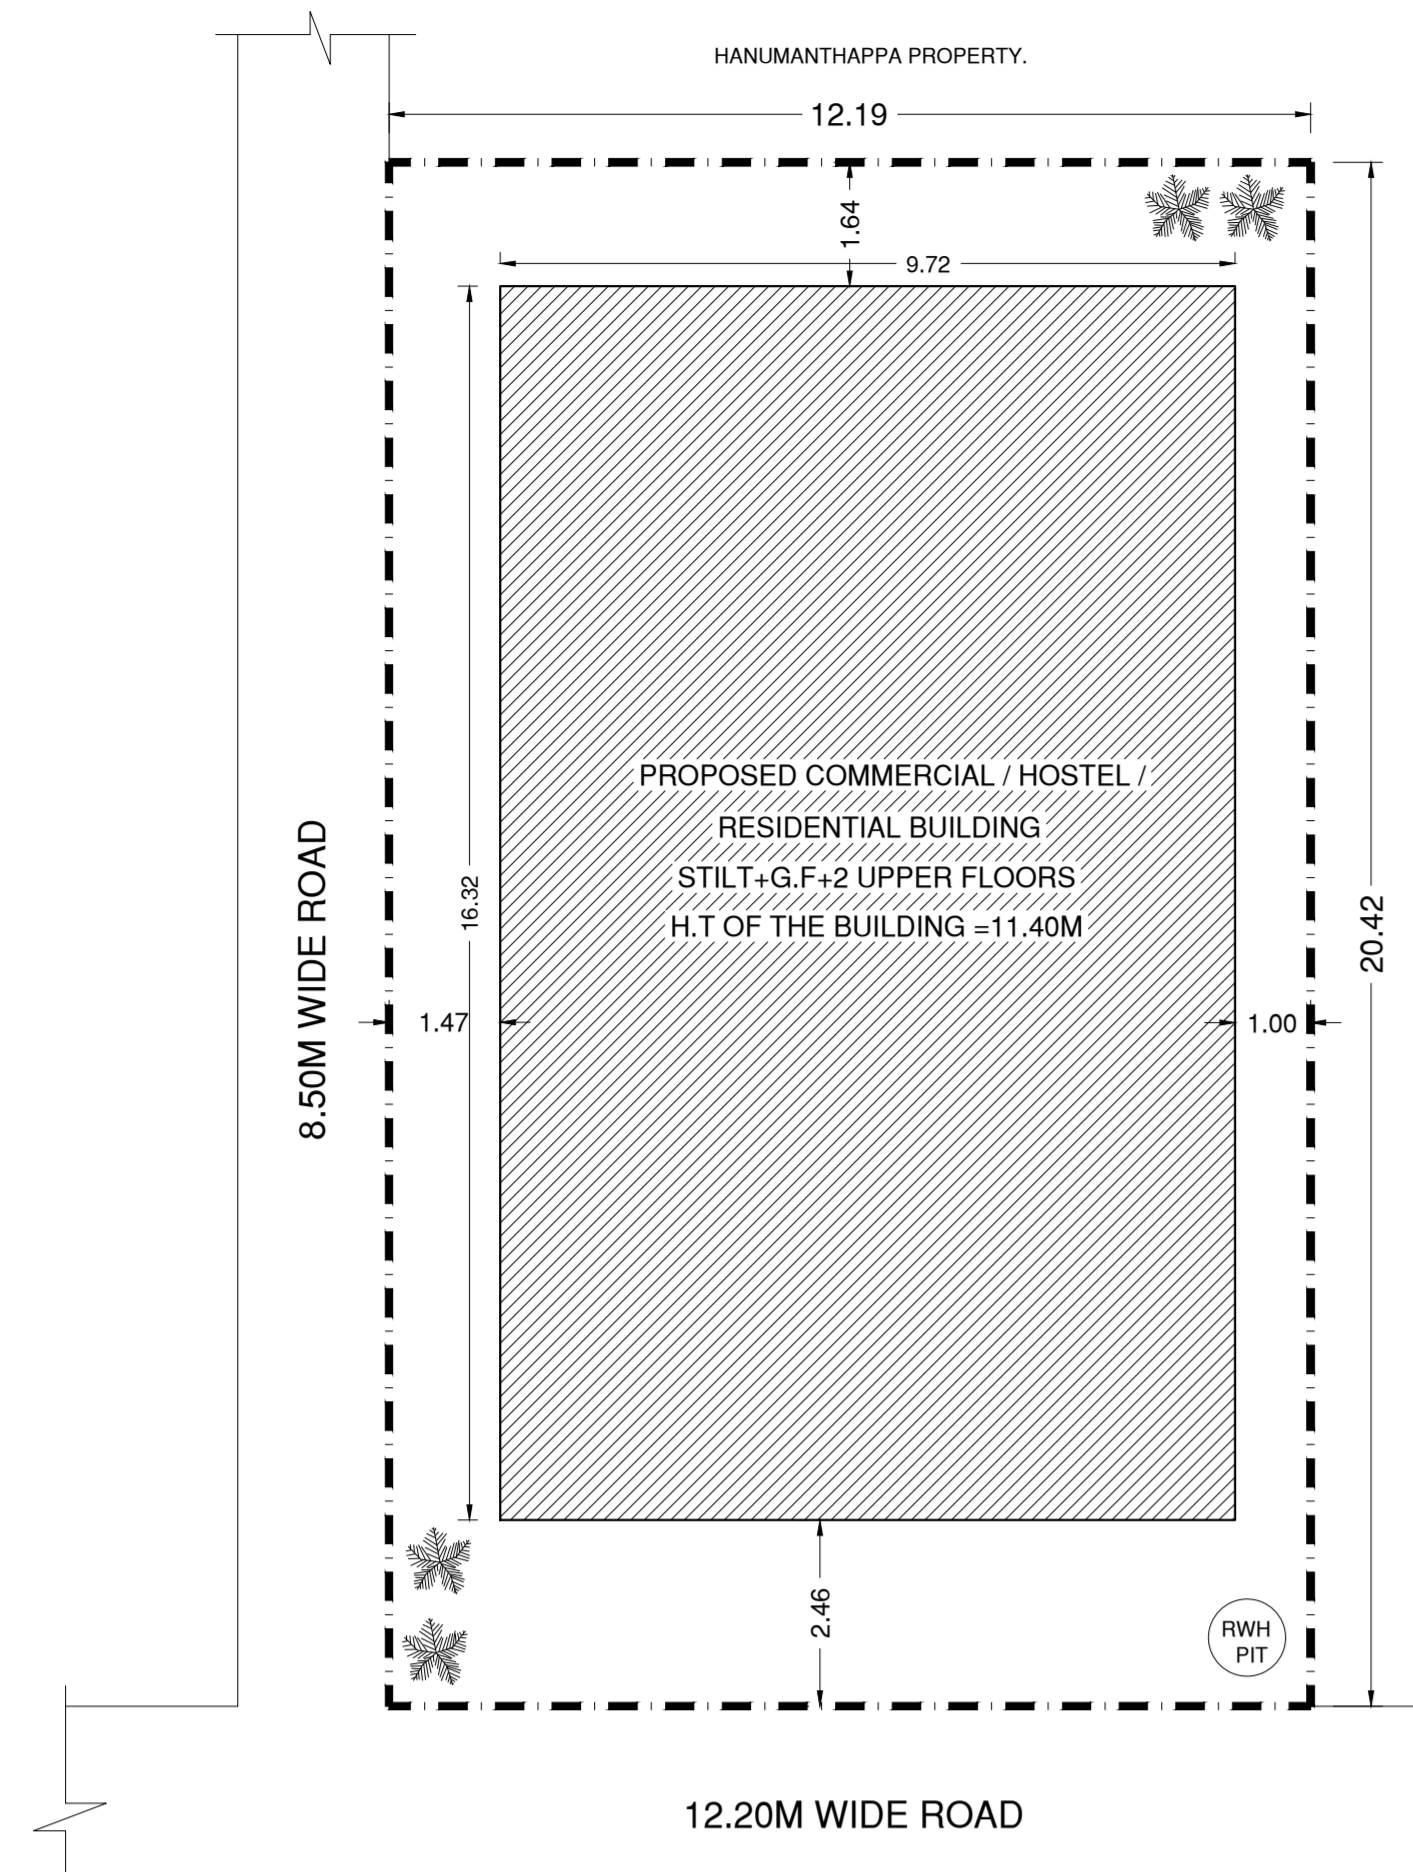 HANUMANTHAPPA PROPERTY.
12.19
1.64
9.72
PROPOSED COMMERCIAL / HOSTEL /
RESIDENTIAL BUILDING
STILT+G.F+2 UPPER FLOORS
H.T OF THE BUILDING =11.40M
16.32
20.42
8.50M WIDE ROAD
1.47
1.00
2.46
RWH
PIT
12.20M WIDE ROAD